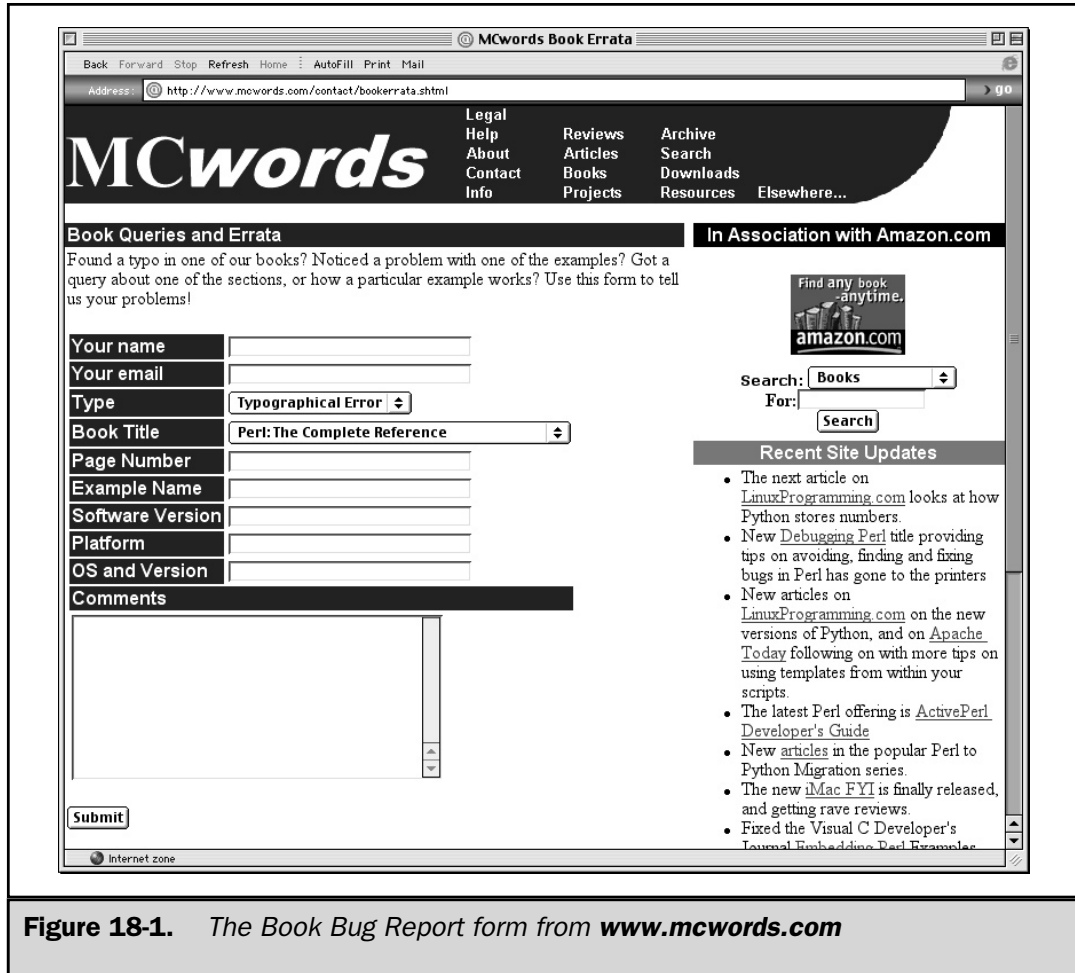 MCwords Book Errata
Back Forward Stop Refresh Home AutoFill Print Mail
Address: http://www.mcwords.com/contact/bookerrata.shtml go
MCwords
Legal
Help Reviews Archive
About Articles Search
Contact Books Downloads
Info Projects Resources Elsewhere...
Book Queries and Errata
Found a typo in one of our books? Noticed a problem with one of the examples? Got a
query about one of the sections, or how a particular example works? Use this form to tell
us your problems!
Your name
Your email
Type Typographical Error
Book Title Perl: The Complete Reference
Page Number
Example Name
Software Version
Platform
OS and Version
Comments
Submit
In Association with Amazon.com
Find any book
-anytime.
amazon.com
Search: Books
For:
Search
Recent Site Updates
• The next article on
LinuxProgramming.com looks at how
Python stores numbers.
• New Debugging Perl title providing
tips on avoiding, finding and fixing
bugs in Perl has gone to the printers
• New articles on
LinuxProgramming.com on the new
versions of Python, and on Apache
Today following on with more tips on
using templates from within your
scripts.
• The latest Perl offering is ActivePerl
Developer's Guide
• New articles in the popular Perl to
Python Migration series.
• The new iMac FYI is finally released,
and getting rave reviews.
• Fixed the Visual C Developer's
Journal Embedding Perl Examples
Internet zone
Figure 18-1. The Book Bug Report form from www.mcwords.com